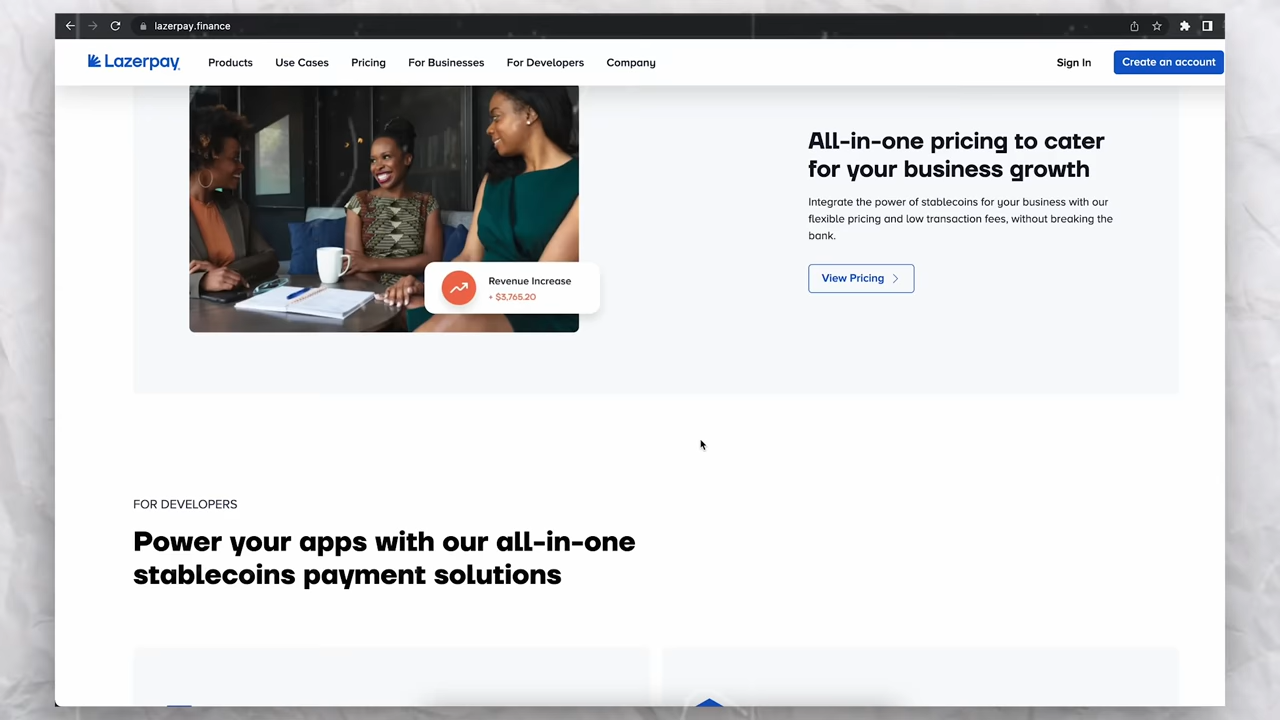 lazerpay.finance
Lazerpay
Products
Use Cases
Pricing
For Businesses
For Developers
Company
Sign In
Create an account
All-in-one pricing to cater
for your business growth
Integrate the power of stablecoins for your business with our
flexible pricing and low transaction fees, without breaking the
bank.
View Pricing
Revenue Increase
+ $3,765.20
FOR DEVELOPERS
Power your apps with our all-in-one
stablecoins payment solutions